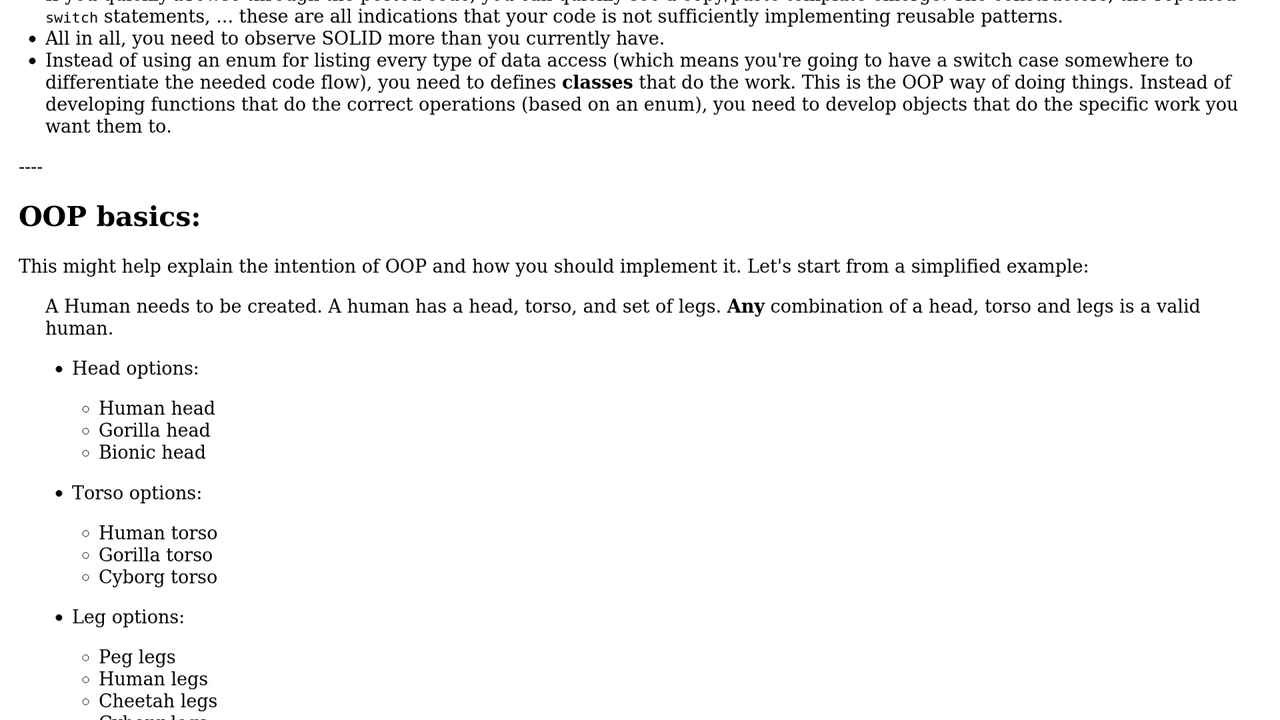 switch statements, ... these are all indications that your code is not sufficiently implementing reusable patterns.
All in all, you need to observe SOLID more than you currently have.
Instead of using an enum for listing every type of data access (which means you're going to have a switch case somewhere to
differentiate the needed code flow), you need to defines classes that do the work. This is the OOP way of doing things. Instead of
developing functions that do the correct operations (based on an enum), you need to develop objects that do the specific work you
want them to.
----
OOP basics:
This might help explain the intention of OOP and how you should implement it. Let's start from a simplified example:
A Human needs to be created. A human has a head, torso, and set of legs. Any combination of a head, torso and legs is a valid
human.
Head options:
Human head
Gorilla head
Bionic head
Torso options:
Human torso
Gorilla torso
Cyborg torso
Leg options:
Peg legs
Human legs
Cheetah legs